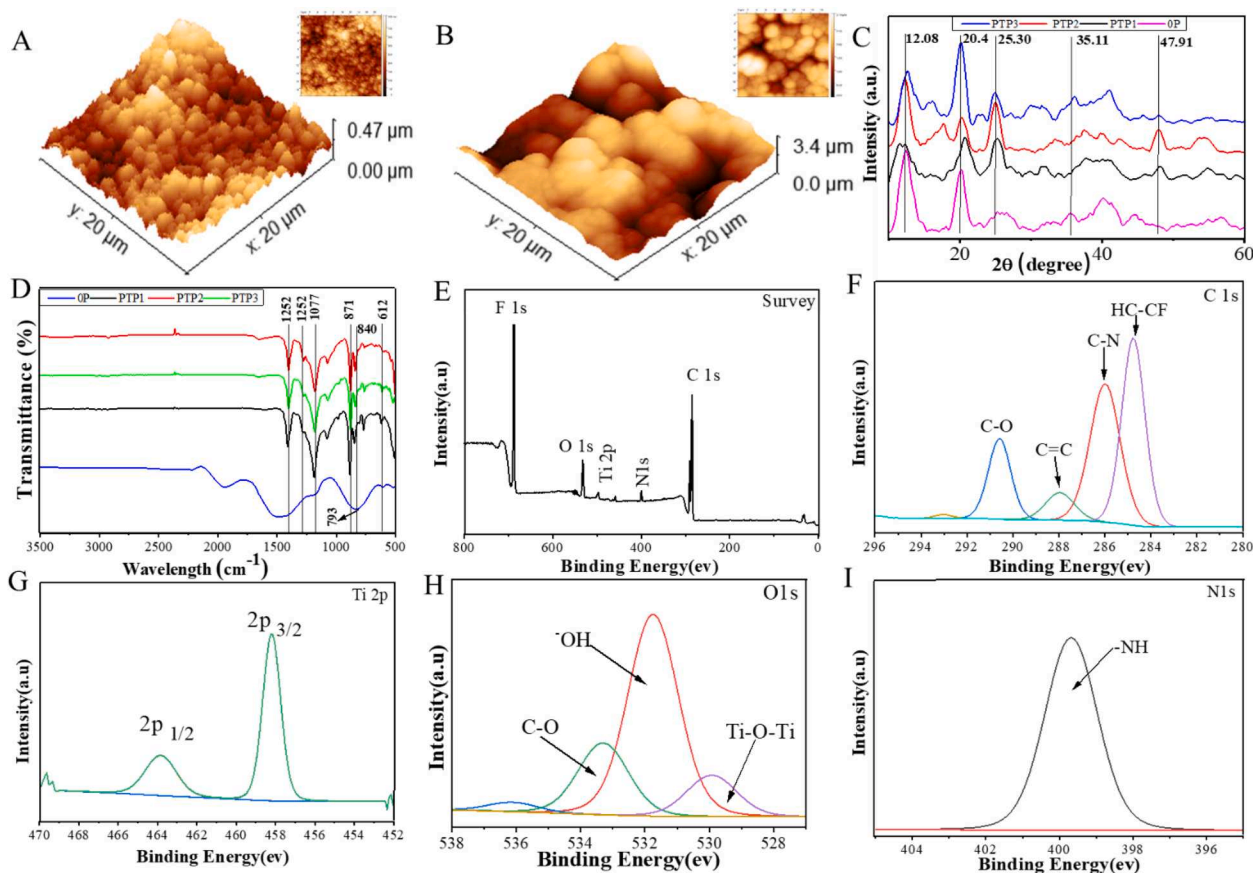 A
0.47 µm
0.00 µm
y: 20 µm
x: 20 µm
B
3.4 µm
0.0 µm
y: 20 µm
x: 20 µm
C
PTP3 PTP2 PTP1 0P
12.08 20.4 25.30 35.11 47.91
Intensity (a.u.)
20 40 60
2θ (degree)
D
0P PTP1 PTP2 PTP3
1252 1252 1077 871 840 612
793
Transmittance (%)
3500 2500 2000 1500 1000 500
Wavelength (cm-1)
E
Survey
F 1s
O 1s
Ti 2p
N1s
C 1s
Intensity(a.u)
800 600 400 200 0
Binding Energy(ev)
F
C 1s
HC-CF
C-N
C-O
C=C
Intensity(a.u)
296 294 292 290 288 286 284 282 280
Binding Energy(ev)
G
Ti 2p
2p 3/2
2p 1/2
Intensity(a.u)
470 468 466 464 462 460 458 456 454 452
Binding Energy(ev)
H
O1s
-OH
C-O
Ti-O-Ti
Intensity(a.u)
538 536 534 532 530 528
Binding Energy(ev)
I
N1s
-NH
Intensity(a.u)
404 402 400 398 396
Binding Energy(ev)